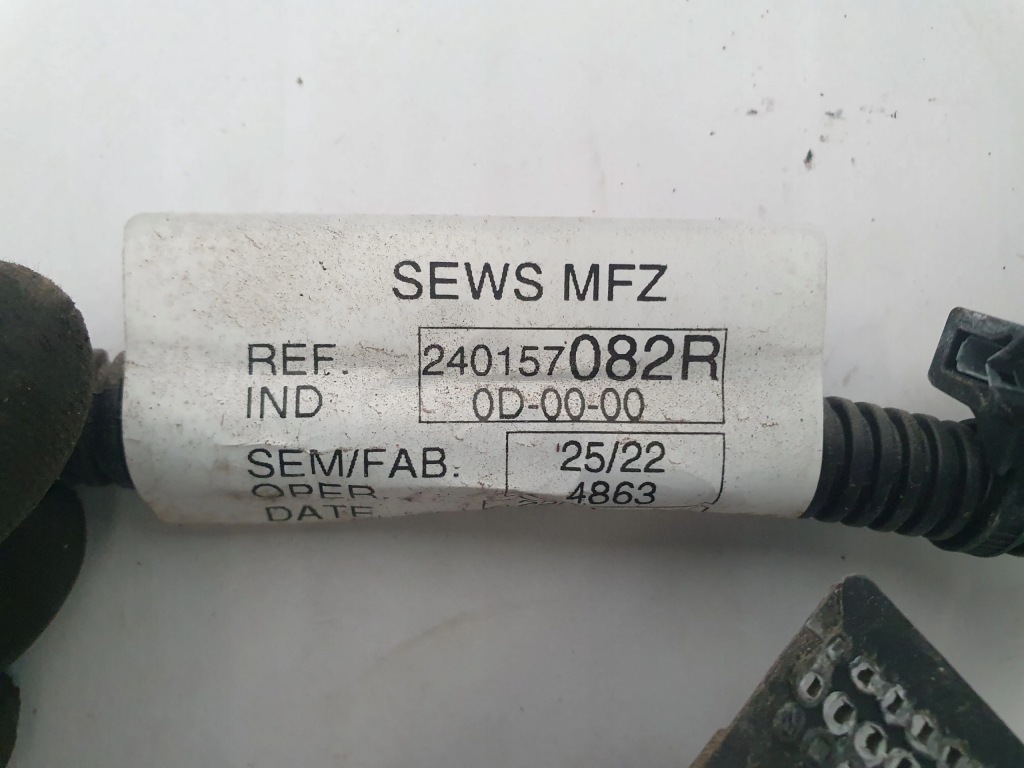 SEWS MFZ
REF. 240157082R
IND 0D-00-00
SEM/FAB. 25/22
OPER. 4863
DATE